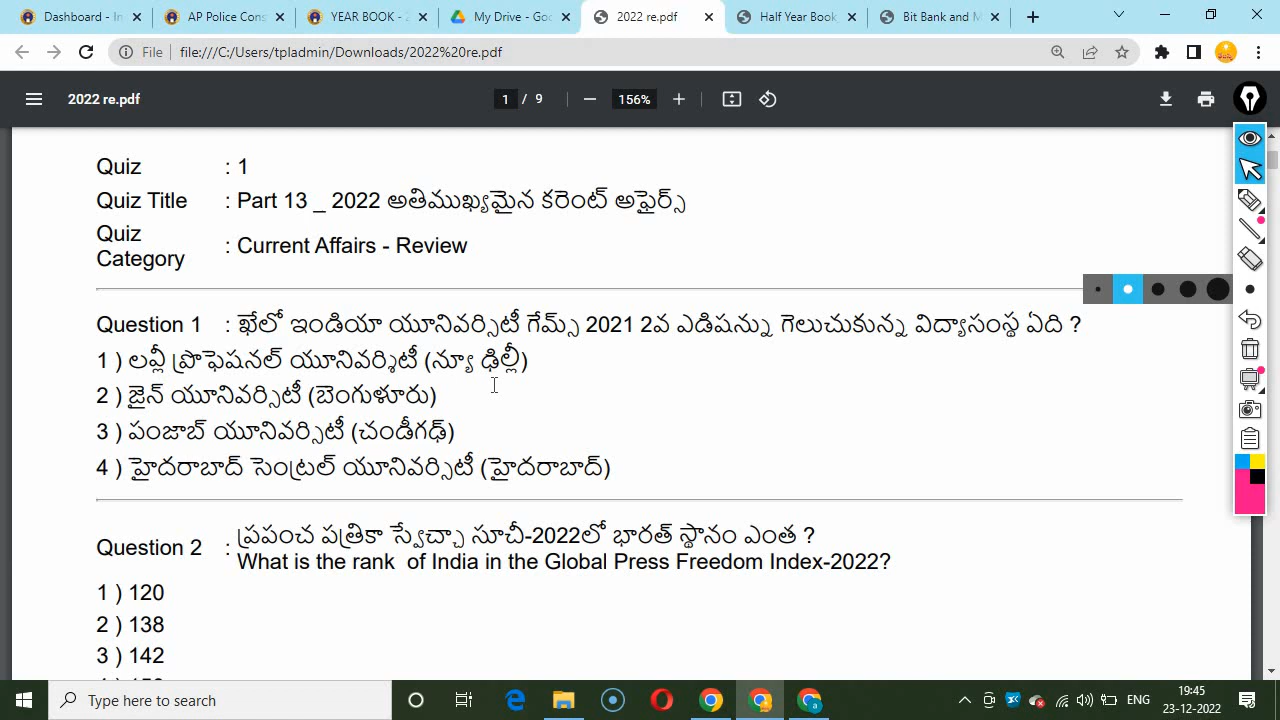 Dashboard - In
AP Police Cons
YEAR BOOK - 2
My Drive - Goo
2022 re.pdf
Half Year Book
Bit Bank and M
File file:///C:/Users/tpladmin/Downloads/2022%20re.pdf
2022 re.pdf 1 / 9 156%
Quiz : 1
Quiz Title : Part 13 _ 2022 అతిముఖ్యమైన కరెంట్ అఫైర్స్
Quiz Category : Current Affairs - Review
Question 1 : ఖేలో ఇండియా యూనివర్సిటీ గేమ్స్ 2021 2వ ఎడిషన్ను గెలుచుకున్న విద్యాసంస్థ ఏది ?
1 ) లవ్లీ ప్రొఫెషనల్ యూనివర్శిటీ (న్యూ ఢిల్లీ)
2 ) జైన్ యూనివర్సిటీ (బెంగుళూరు)
3 ) పంజాబ్ యూనివర్సిటీ (చండీగఢ్)
4 ) హైదరాబాద్ సెంట్రల్ యూనివర్సిటీ (హైదరాబాద్)
Question 2 : ప్రపంచ పత్రికా స్వేచ్చా సూచీ-2022లో భారత్ స్థానం ఎంత ?
What is the rank of India in the Global Press Freedom Index-2022?
1 ) 120
2 ) 138
3 ) 142
Type here to search
ENG
19:45
23-12-2022